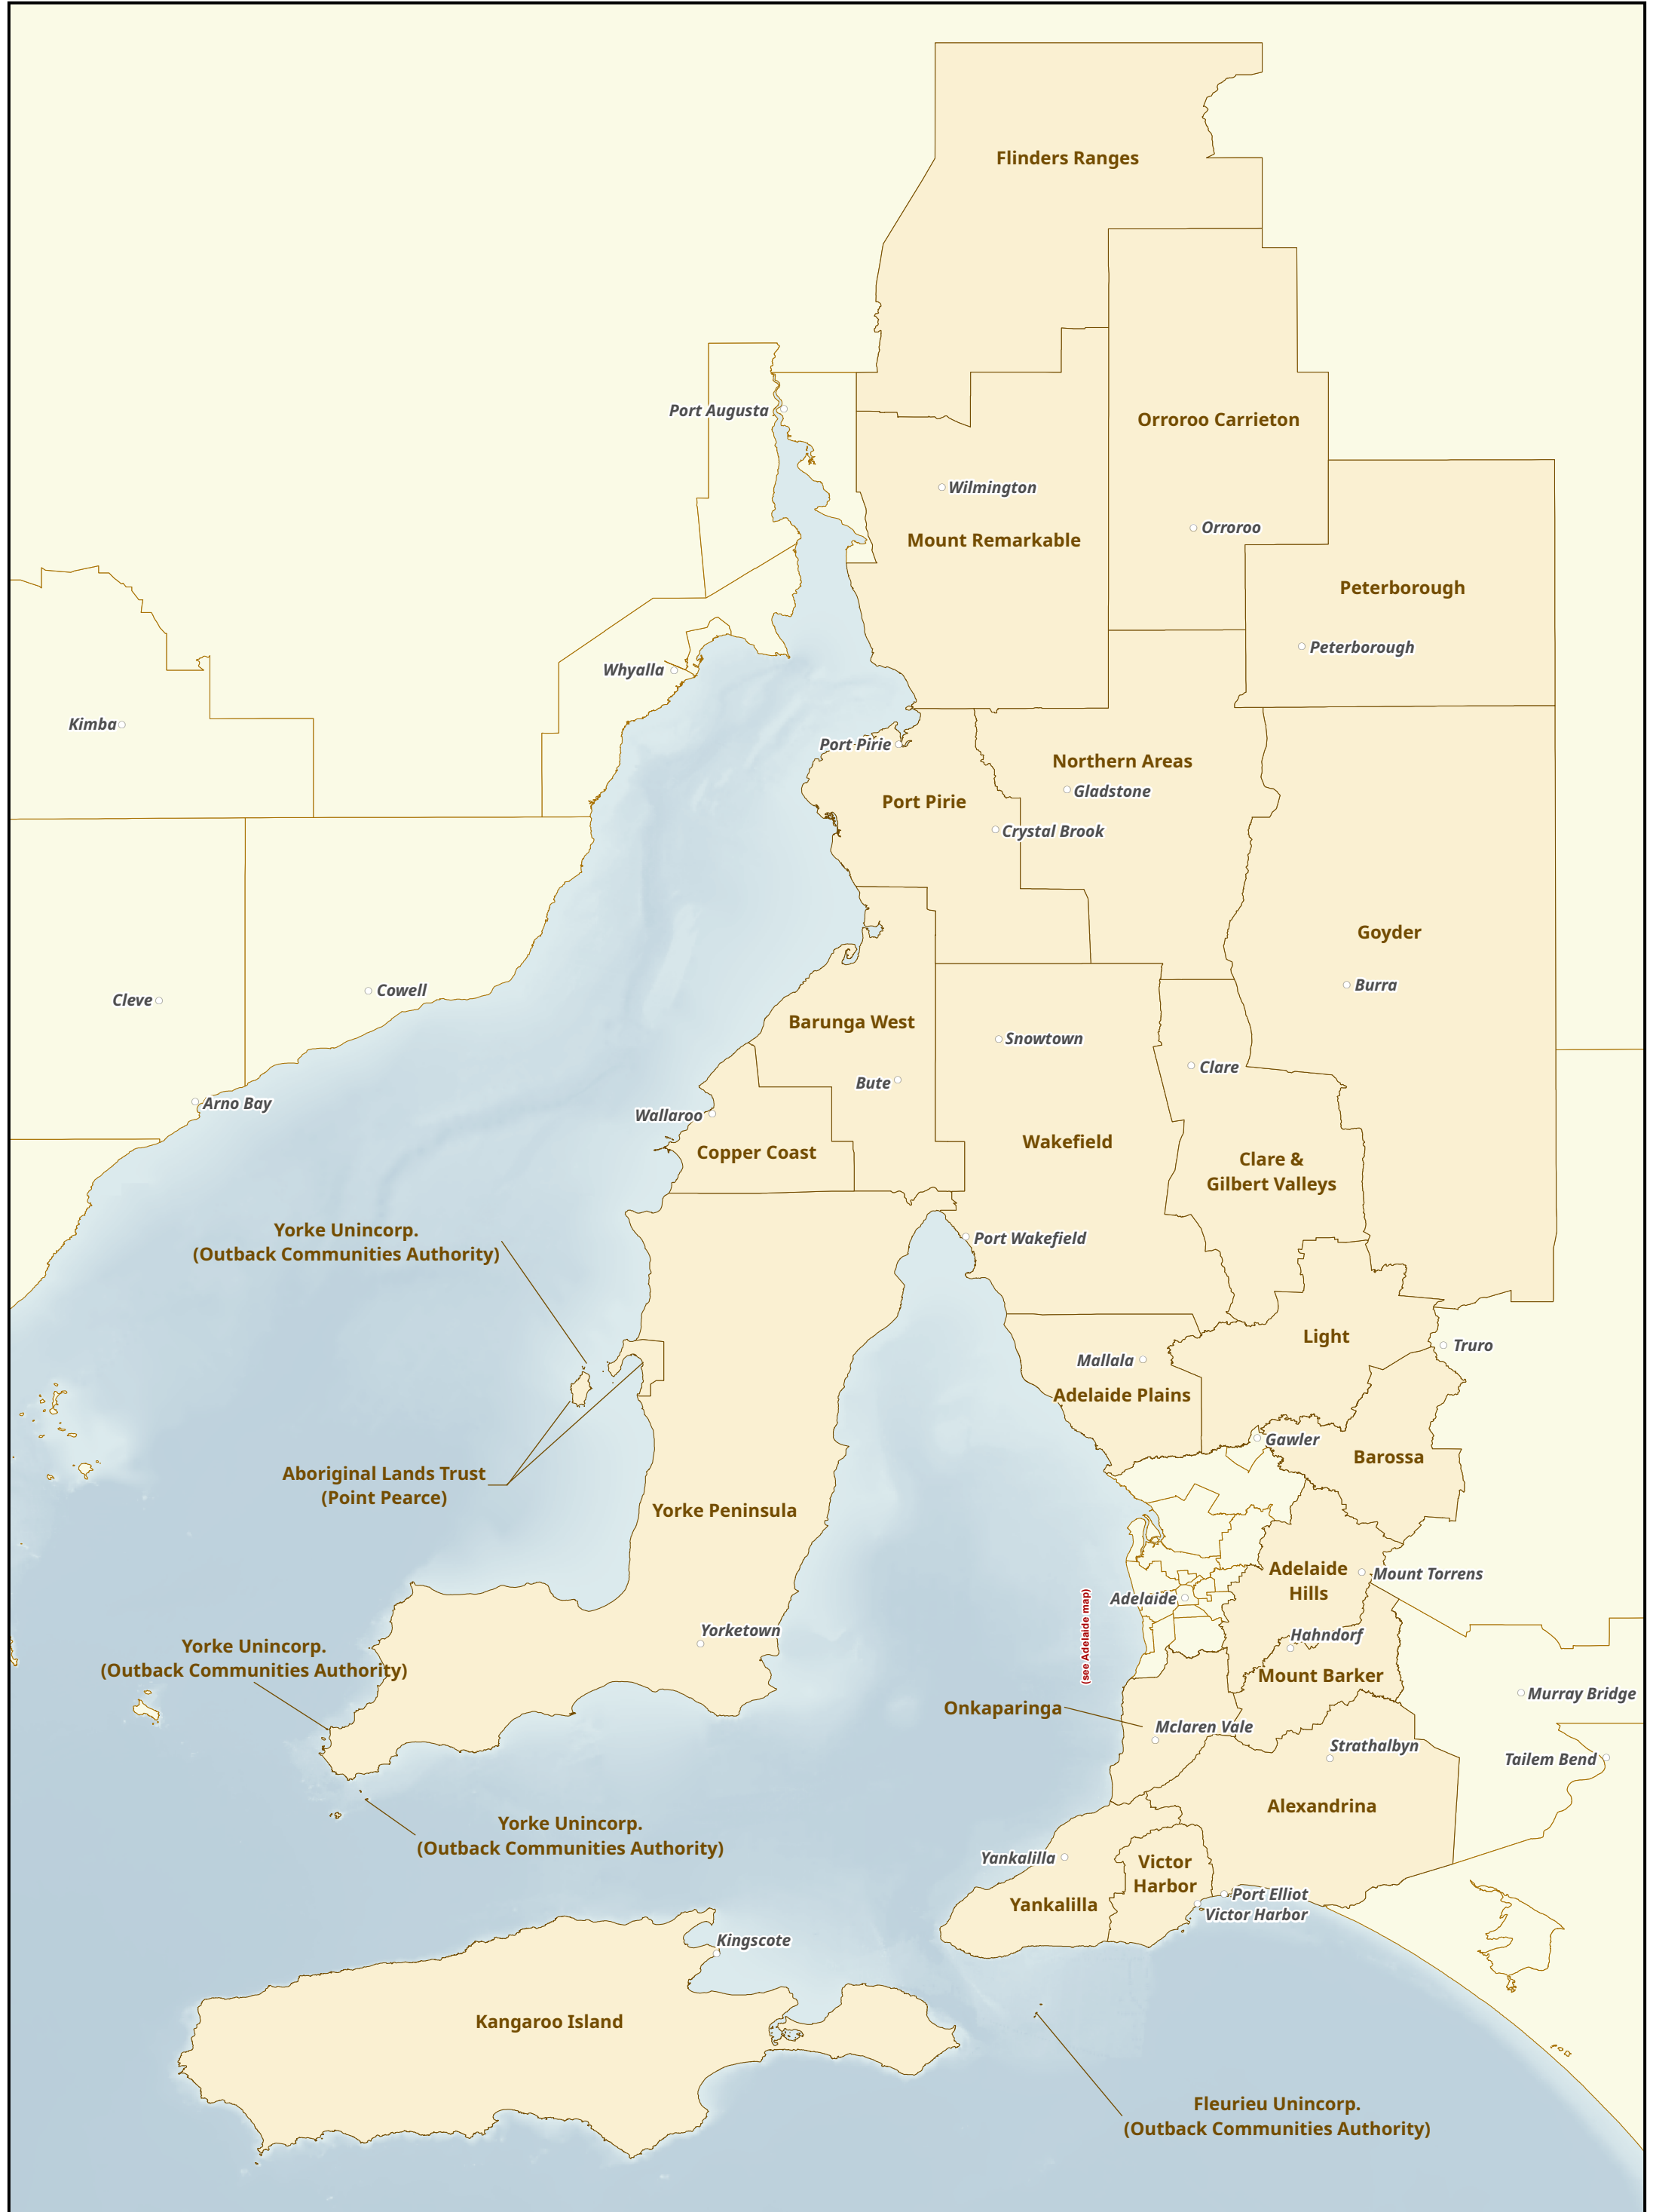 Flinders Ranges
Port Augusta
Orroroo Carrieton
Wilmington
Orroroo
Mount Remarkable
Peterborough
Peterborough
Whyalla
Kimba
Port Pirie
Northern Areas
Gladstone
Port Pirie
Crystal Brook
Goyder
Burra
Cleve
Cowell
Barunga West
Snowtown
Clare
Bute
Arno Bay
Wallaroo
Wakefield
Copper Coast
Clare &
Gilbert Valleys
Yorke Unincorp.
(Outback Communities Authority)
Port Wakefield
Light
Truro
Mallala
Adelaide Plains
Gawler
Barossa
Aboriginal Lands Trust
(Point Pearce)
Yorke Peninsula
Adelaide
Hills
Mount Torrens
Adelaide
(see Adelaide map)
Yorketown
Hahndorf
Yorke Unincorp.
(Outback Communities Authority)
Mount Barker
Murray Bridge
Onkaparinga
Mclaren Vale
Strathalbyn
Tailem Bend
Alexandrina
Yorke Unincorp.
(Outback Communities Authority)
Yankalilla
Victor
Harbor
Port Elliot
Yankalilla
Victor Harbor
Kingscote
Kangaroo Island
Fleurieu Unincorp.
(Outback Communities Authority)